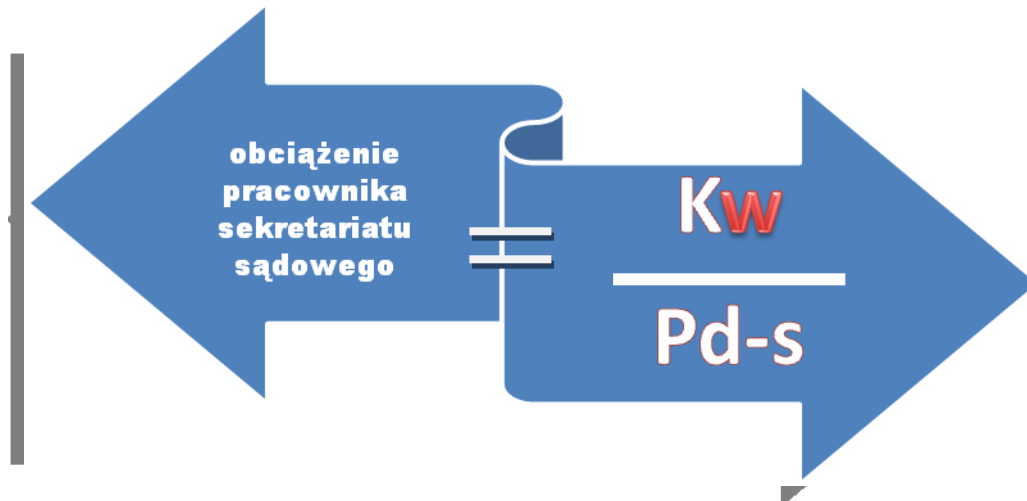 obciążenie
pracownika
sekretariatu
sądowego
=
Kw
Pd-s